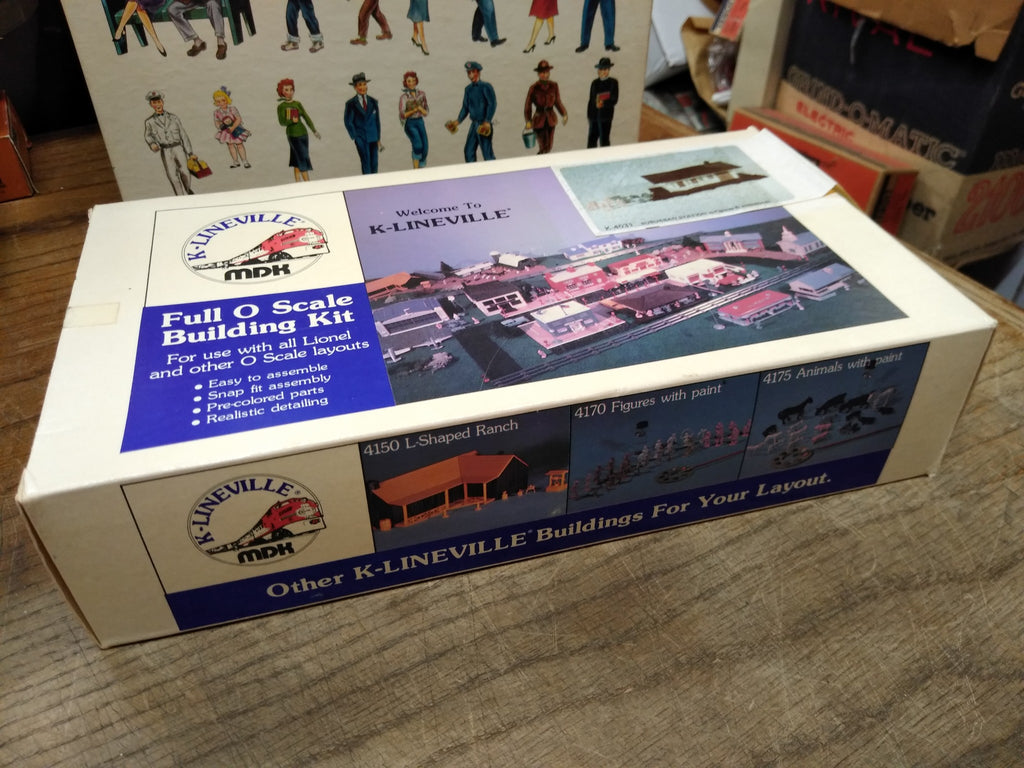 ELECTRIC
K-LINEVILLE®
MDK
Welcome To
K-LINEVILLE®
Full O Scale
Building Kit
For use with all Lionel
and other O Scale layouts
• Easy to assemble
• Snap fit assembly
• Pre-colored parts
• Realistic detailing
4150 L-Shaped Ranch
4170 Figures with paint
4175 Animals with paint
K-LINEVILLE®
MDK
Other K-LINEVILLE® Buildings For Your Layout.